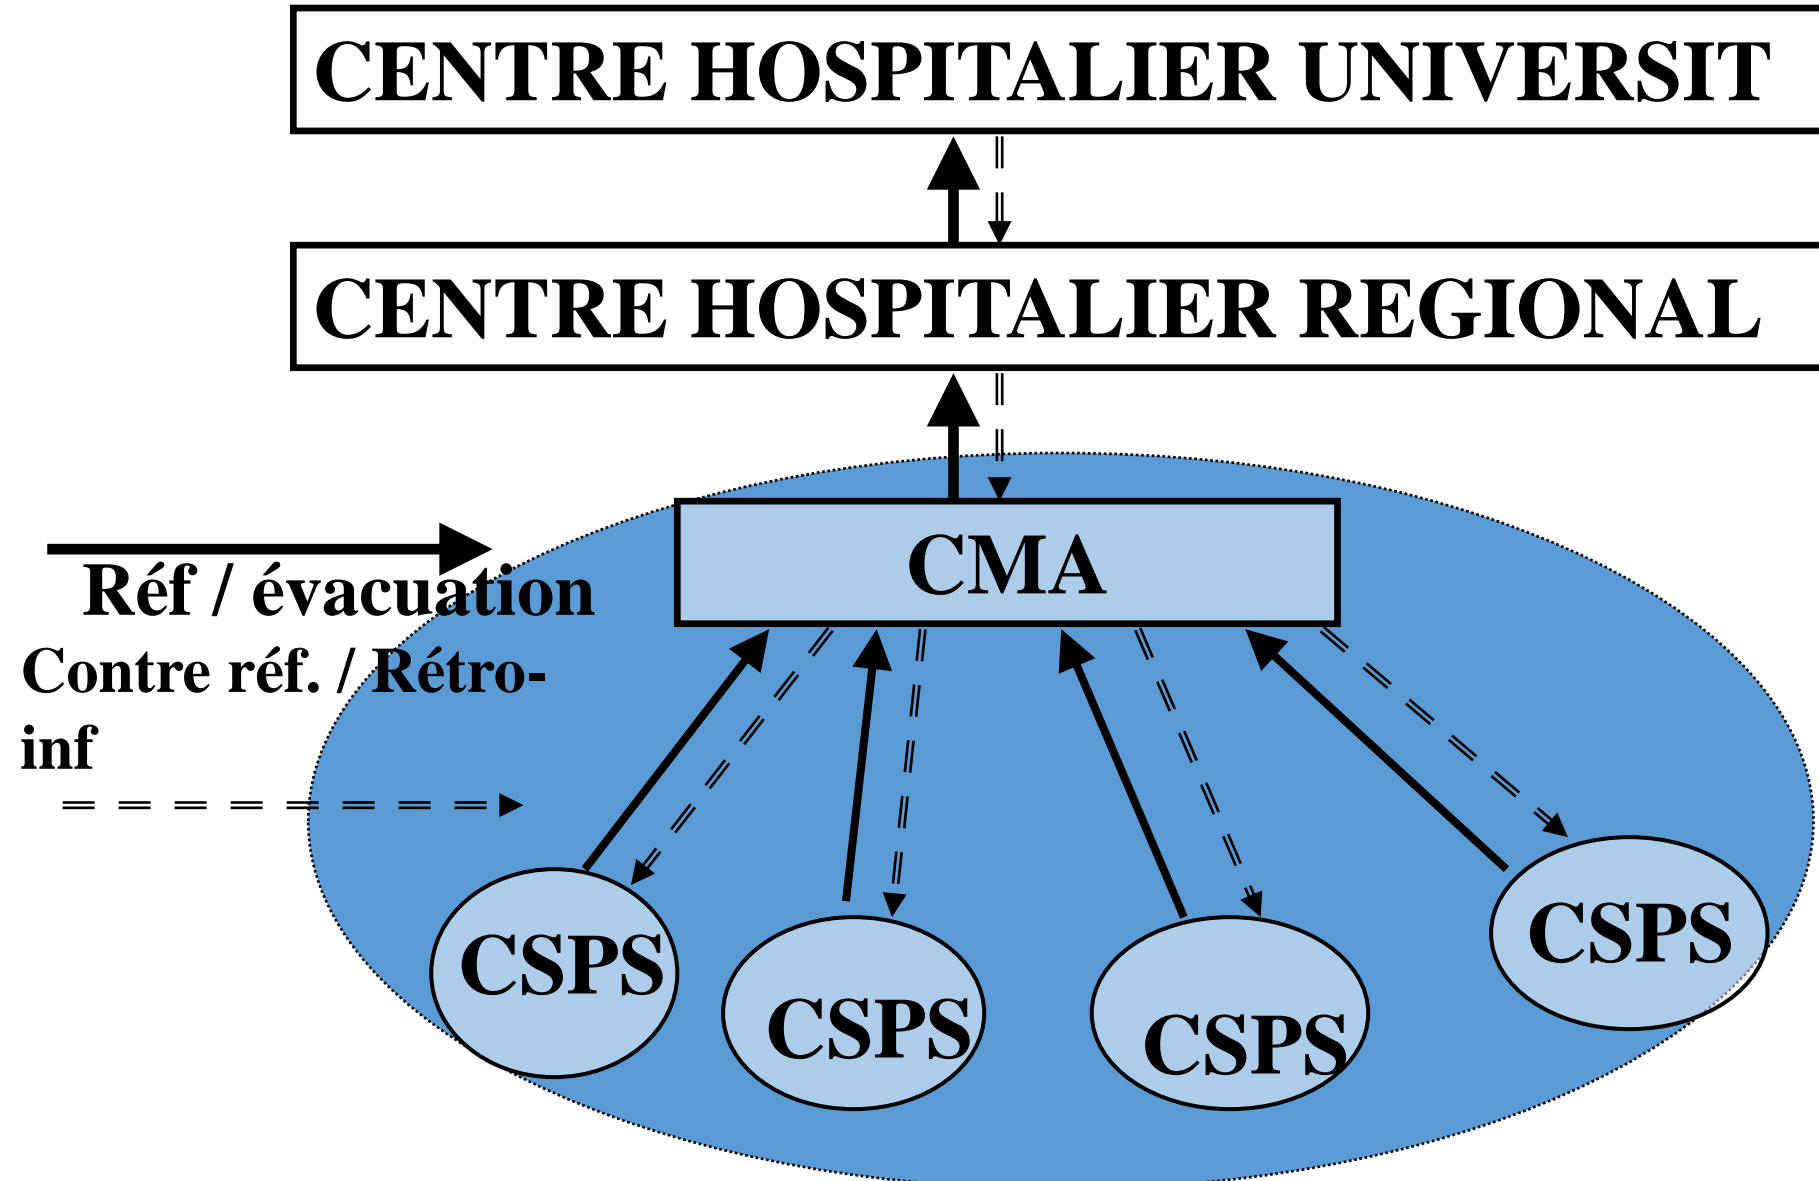 CENTRE HOSPITALIER UNIVERSIT
CENTRE HOSPITALIER REGIONAL
CMA
Réf / évacuation
Contre réf. / Rétro-
inf
CSPS
CSPS
CSPS
CSPS